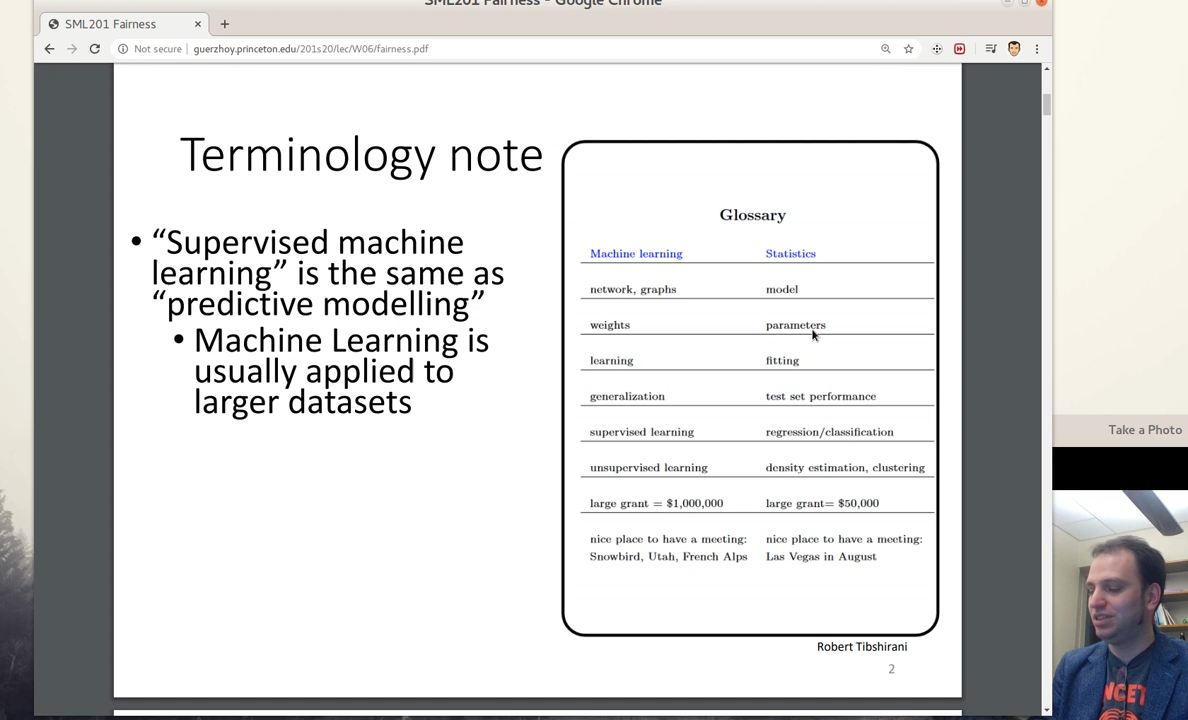 SML201 Fairness - Google Chrome
SML201 Fairness
Not secure guerzhoy.princeton.edu/201s20/lec/W06/fairness.pdf
Terminology note
• “Supervised machine
learning” is the same as
“predictive modelling”
• Machine Learning is
usually applied to
larger datasets
Glossary
Machine learning Statistics
network, graphs model
weights parameters
learning fitting
generalization test set performance
supervised learning regression/classification
unsupervised learning density estimation, clustering
large grant = $1,000,000 large grant= $50,000
nice place to have a meeting: nice place to have a meeting:
Snowbird, Utah, French Alps Las Vegas in August
Robert Tibshirani
2
Take a Photo